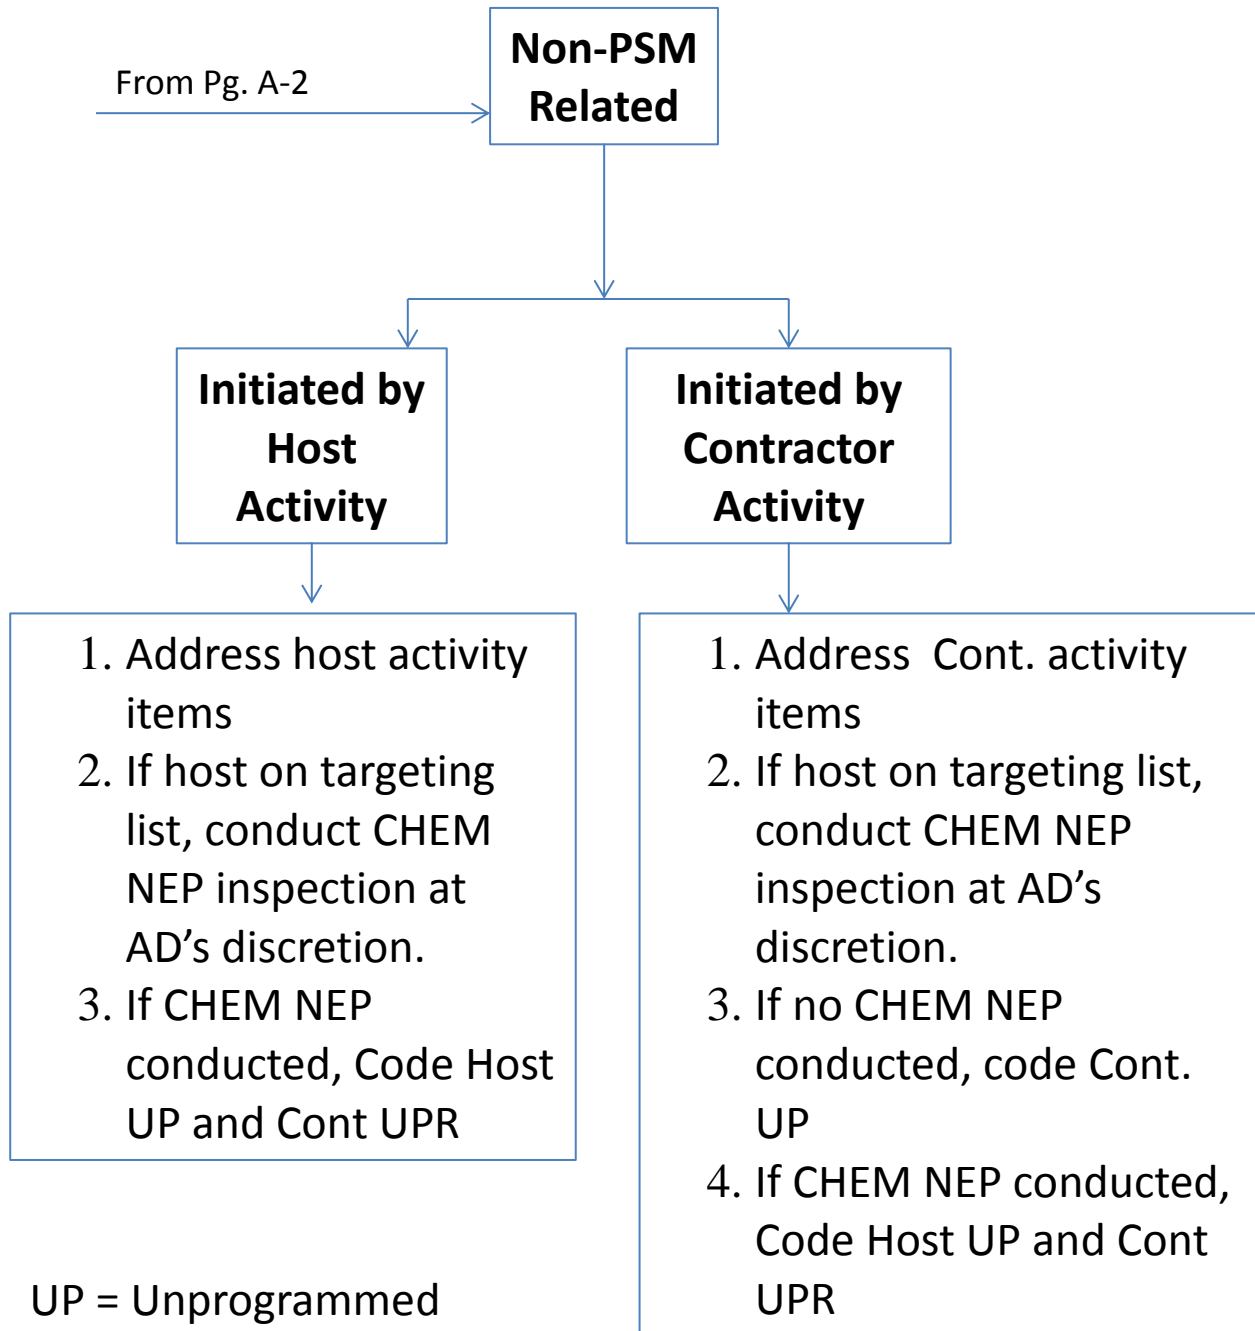 From Pg. A-2
Non-PSM
Related
Initiated by
Host
Activity
Initiated by
Contractor
Activity
1. Address host activity
items
2. If host on targeting
list, conduct CHEM
NEP inspection at
AD’s discretion.
3. If CHEM NEP
conducted, Code Host
UP and Cont UPR
1. Address  Cont. activity
items
2. If host on targeting list,
conduct CHEM NEP
inspection at AD’s
discretion.
3. If no CHEM NEP
conducted, code Cont.
UP
4. If CHEM NEP conducted,
Code Host UP and Cont
UPR
UP = Unprogrammed